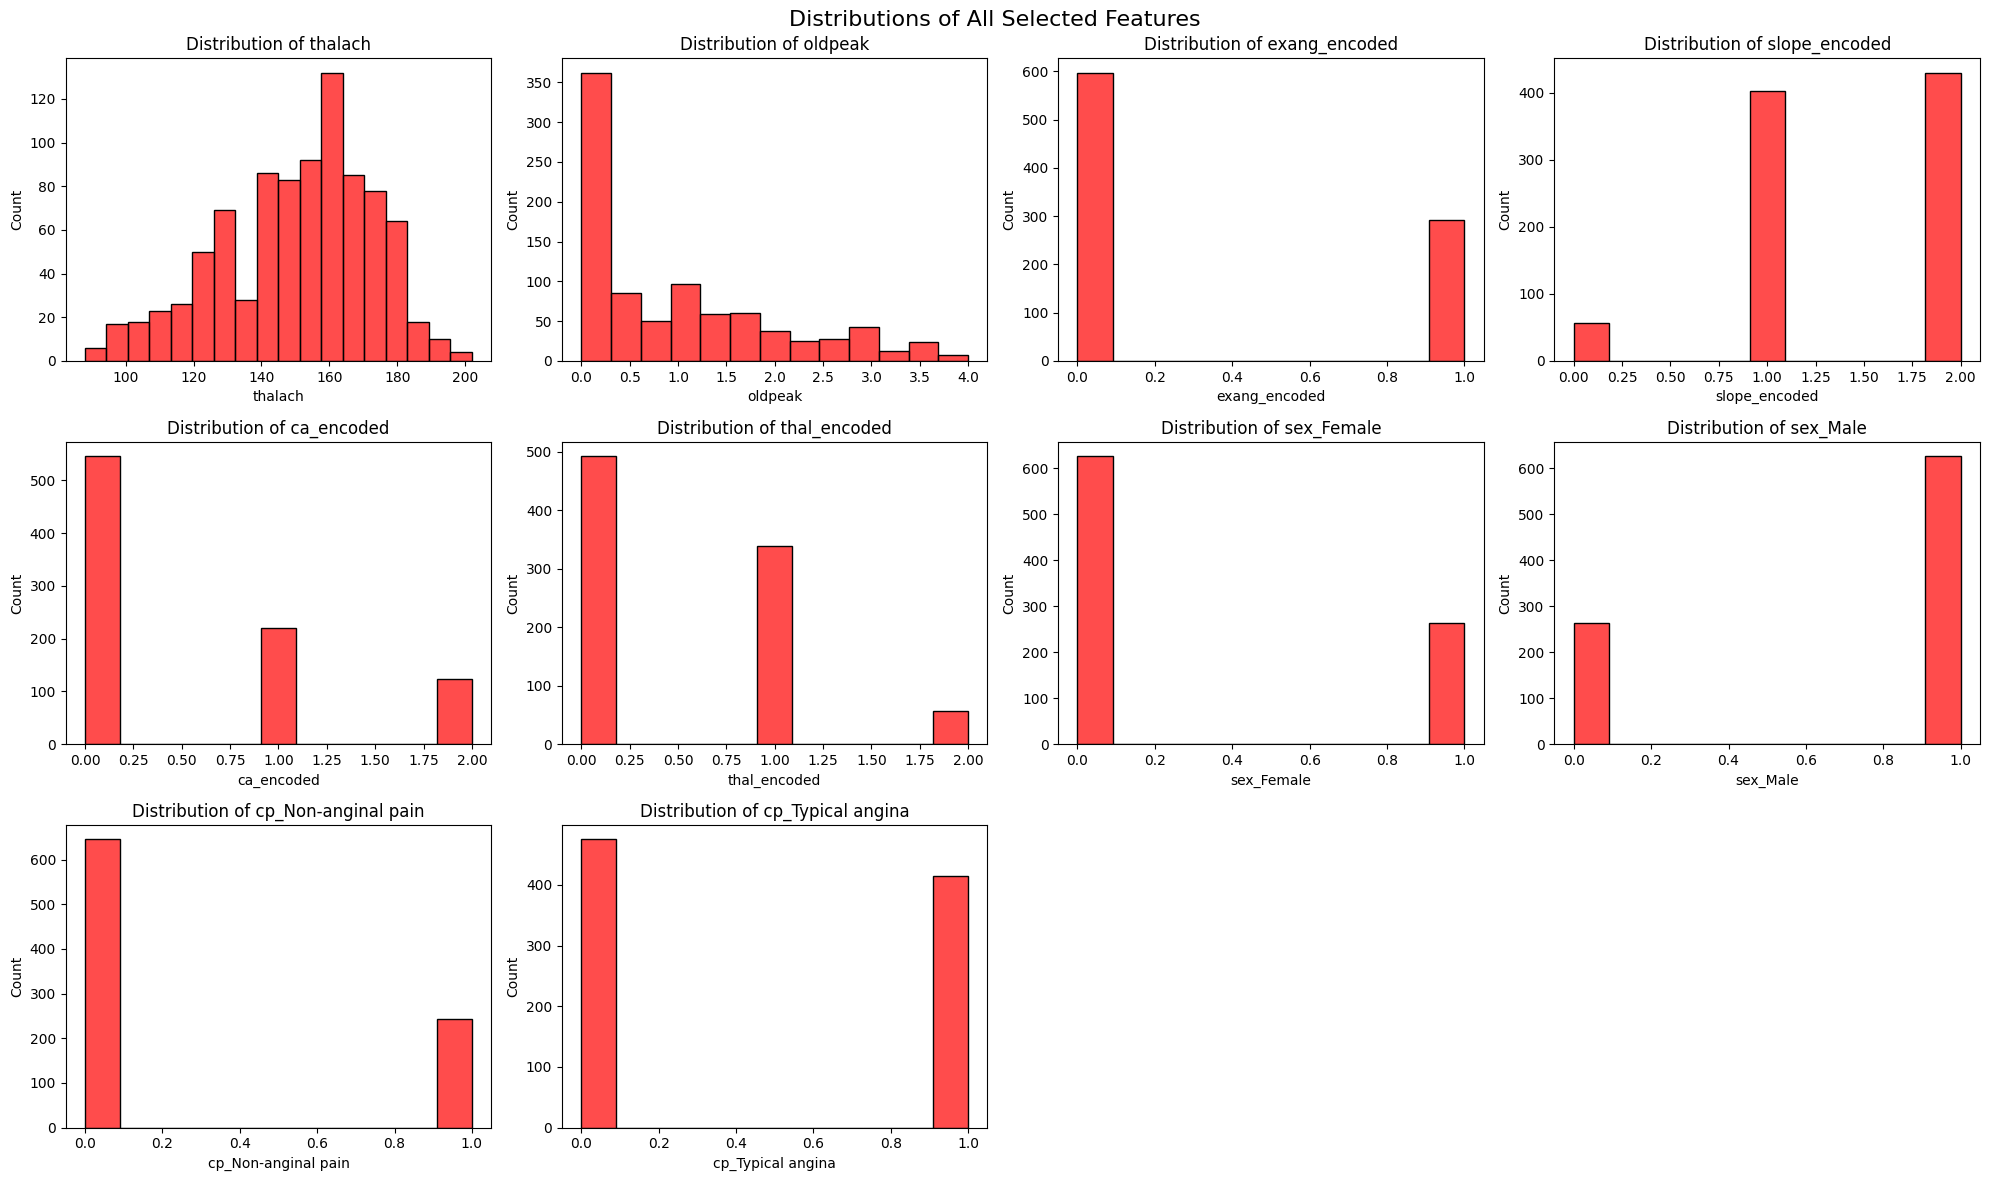 Distributions of All Selected Features
Distribution of thalach
Count
120
100
80
60
40
20
0
100 120 140 160 180 200
thalach
Distribution of oldpeak
Count
350
300
250
200
150
100
50
0
0.0 0.5 1.0 1.5 2.0 2.5 3.0 3.5 4.0
oldpeak
Distribution of exang_encoded
Count
600
500
400
300
200
100
0
0.0 0.2 0.4 0.6 0.8 1.0
exang_encoded
Distribution of slope_encoded
Count
400
300
200
100
0
0.00 0.25 0.50 0.75 1.00 1.25 1.50 1.75 2.00
slope_encoded
Distribution of ca_encoded
Count
500
400
300
200
100
0
0.00 0.25 0.50 0.75 1.00 1.25 1.50 1.75 2.00
ca_encoded
Distribution of thal_encoded
Count
500
400
300
200
100
0
0.00 0.25 0.50 0.75 1.00 1.25 1.50 1.75 2.00
thal_encoded
Distribution of sex_Female
Count
600
500
400
300
200
100
0
0.0 0.2 0.4 0.6 0.8 1.0
sex_Female
Distribution of sex_Male
Count
600
500
400
300
200
100
0
0.0 0.2 0.4 0.6 0.8 1.0
sex_Male
Distribution of cp_Non-anginal pain
Count
600
500
400
300
200
100
0
0.0 0.2 0.4 0.6 0.8 1.0
cp_Non-anginal pain
Distribution of cp_Typical angina
Count
400
300
200
100
0
0.0 0.2 0.4 0.6 0.8 1.0
cp_Typical angina